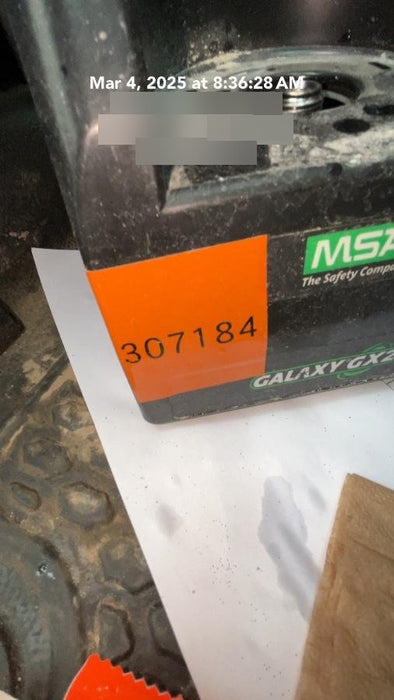 Mar 4, 2025 at 8:36:28 AM
MSA
The Safety Compa
307184
GALAXY GX2